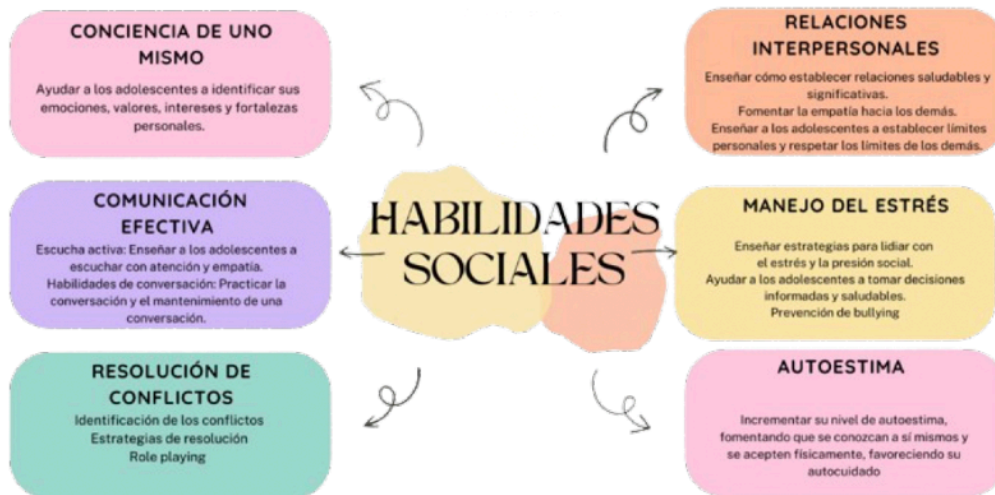 CONCIENCIA DE UNO
MISMO
Ayudar a los adolescentes a identificar sus
emociones, valores, intereses y fortalezas
personales.
COMUNICACIÓN
EFECTIVA
Escucha activa: Enseñar a los adolescentes a
escuchar con atención y empatía.
Habilidades de conversación: Practicar la
conversación y el mantenimiento de una
conversación.
RESOLUCIÓN DE
CONFLICTOS
Identificación de los conflictos
Estrategias de resolución
Role playing
HABILIDADES
SOCIALES
RELACIONES
INTERPERSONALES
Enseñar cómo establecer relaciones saludables y
significativas.
Fomentar la empatía hacia los demás.
Enseñar a los adolescentes a establecer límites
personales y respetar los límites de los demás.
MANEJO DEL ESTRÉS
Enseñar estrategias para lidiar con
el estrés y la presión social.
Ayudar a los adolescentes a tomar decisiones
informadas y saludables.
Prevención de bullying
AUTOESTIMA
Incrementar su nivel de autoestima,
fomentando que se conozcan a sí mismos y
se acepten físicamente, favoreciendo su
autocuidado